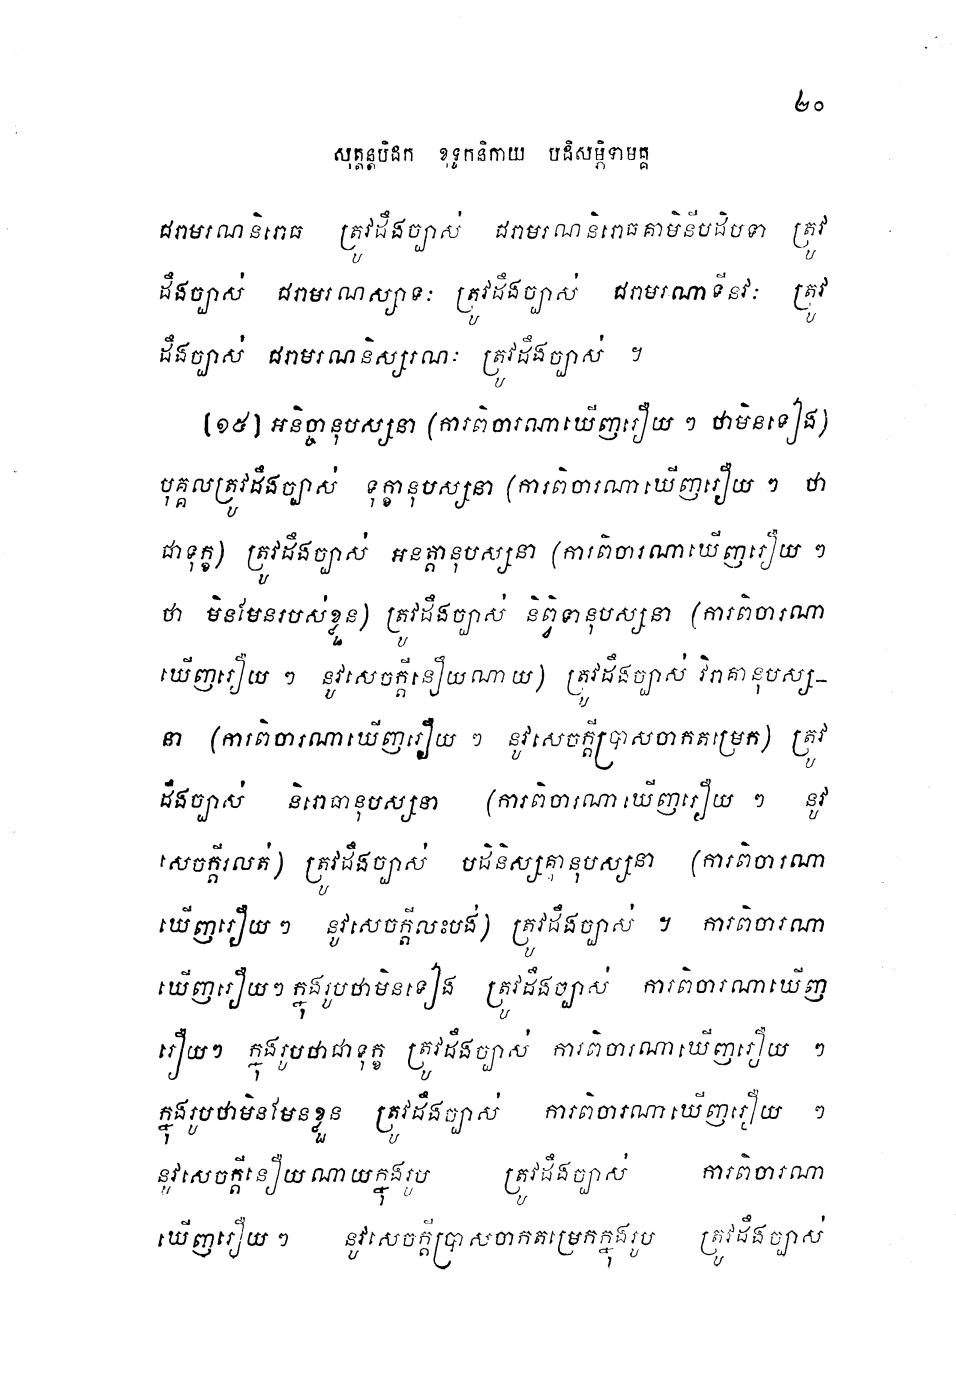 ២០
សុត្តន្តបិដក ខុទ្ទកនិកាយ បដិសម្ភិទាមគ្គ
ជរាមរណនិរោធ ត្រូវដឹងច្បាស់ ជរាមរណនិរោធគាមិនីបដិបទា ត្រូវ
ដឹងច្បាស់ ជរាមរណស្សាទៈ ត្រូវដឹងច្បាស់ ជរាមរណាទីនវៈ ត្រូវ
ដឹងច្បាស់ ជរាមរណនិស្សរណៈ ត្រូវដឹងច្បាស់ ។
(១៥) អនិច្ចានុបស្សនា (ការពិចារណាឃើញរឿយ ៗ ថាមិនទៀង)
បុគ្គលត្រូវដឹងច្បាស់ ទុក្ខានុបស្សនា (ការពិចារណាឃើញរឿយ ៗ ថា
ជាទុក្ខ) ត្រូវដឹងច្បាស់ អនត្តានុបស្សនា (ការពិចារណាឃើញរឿយ ៗ
ថា មិនមែនរបស់ខ្លួន) ត្រូវដឹងច្បាស់ និព្វិទានុបស្សនា (ការពិចារណា
ឃើញរឿយ ៗ នូវសេចក្តីនឿយណាយ) ត្រូវដឹងច្បាស់ វិរាគានុបស្ស-
នា (ការពិចារណាឃើញរឿយ ៗ នូវសេចក្តីប្រាសចាកតម្រេក) ត្រូវ
ដឹងច្បាស់ និរោធានុបស្សនា (ការពិចារណាឃើញរឿយ ៗ នូវ
សេចក្តីរលត់) ត្រូវដឹងច្បាស់ បដិនិស្សគ្គានុបស្សនា (ការពិចារណា
ឃើញរឿយ ៗ នូវសេចក្តីលះបង់) ត្រូវដឹងច្បាស់ ។ ការពិចារណា
ឃើញរឿយ ៗ ក្នុងរូបថាមិនទៀង ត្រូវដឹងច្បាស់ ការពិចារណាឃើញ
រឿយៗ ក្នុងរូបថាជាទុក្ខ ត្រូវដឹងច្បាស់ ការពិចារណាឃើញរឿយ ៗ
ក្នុងរូបថាមិនមែនខ្លួន ត្រូវដឹងច្បាស់ ការពិចារណាឃើញរឿយ ៗ
នូវសេចក្តីនឿយណាយក្នុងរូប ត្រូវដឹងច្បាស់ ការពិចារណា
ឃើញរឿយ ៗ នូវសេចក្តីប្រាសចាកតម្រេកក្នុងរូប ត្រូវដឹងច្បាស់